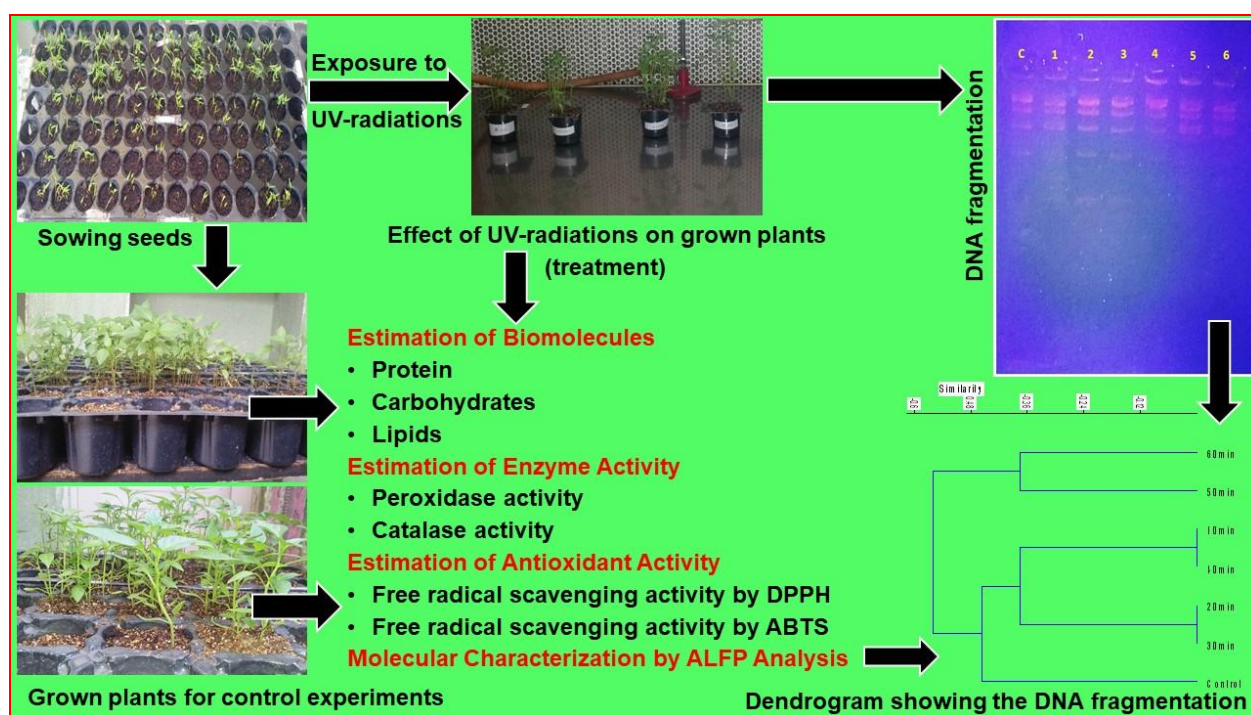 Exposure to
UV-radiations
C 1 2 3 4 5 6
DNA fragmentation
Sowing seeds
Effect of UV-radiations on grown plants
(treatment)
Estimation of Biomolecules
• Protein
• Carbohydrates
• Lipids
Estimation of Enzyme Activity
• Peroxidase activity
• Catalase activity
Estimation of Antioxidant Activity
• Free radical scavenging activity by DPPH
• Free radical scavenging activity by ABTS
Molecular Characterization by ALFP Analysis
Grown plants for control experiments
Similarity
60min
50min
10min
20min
30min
Control
Dendrogram showing the DNA fragmentation